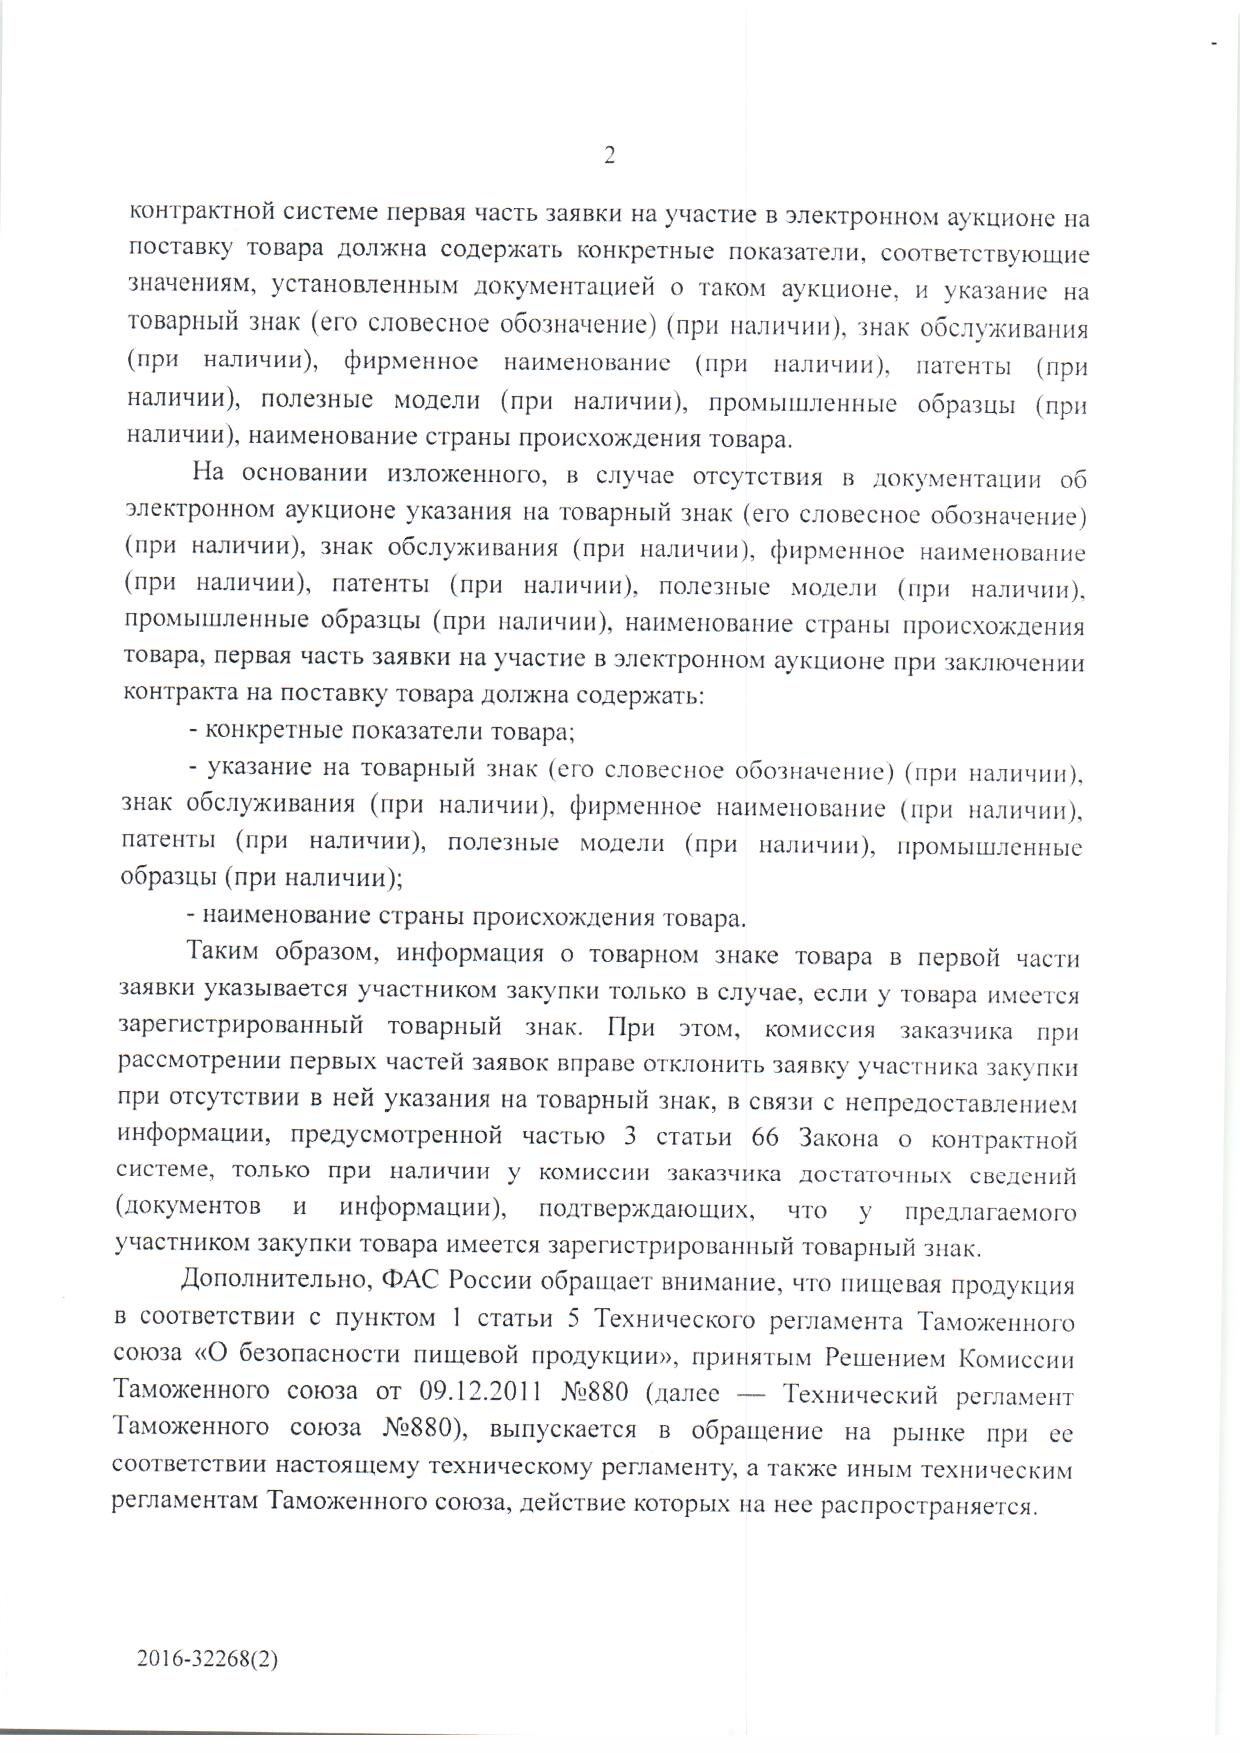 2
контрактной системе первая часть заявки на участие в электронном аукционе на
поставку товара должна содержать конкретные показатели, соответствующие
значениям, установленным документацией о таком аукционе, и указание на
товарный знак (его словесное обозначение) (при наличии), знак обслуживания
(при наличии), фирменное наименование (при наличии), патенты (при
наличии), полезные модели (при наличии), промышленные образцы (при
наличии), наименование страны происхождения товара.
На основании изложенного, в случае отсутствия в документации об
электронном аукционе указания на товарный знак (его словесное обозначение)
(при наличии), знак обслуживания (при наличии), фирменное наименование
(при наличии), патенты (при наличии), полезные модели (при наличии),
промышленные образцы (при наличии), наименование страны происхождения
товара, первая часть заявки на участие в электронном аукционе при заключении
контракта на поставку товара должна содержать:
- конкретные показатели товара;
- указание на товарный знак (его словесное обозначение) (при наличии),
знак обслуживания (при наличии), фирменное наименование (при наличии),
патенты (при наличии), полезные модели (при наличии), промышленные
образцы (при наличии);
- наименование страны происхождения товара.
Таким образом, информация о товарном знаке товара в первой части
заявки указывается участником закупки только в случае, если у товара имеется
зарегистрированный товарный знак. При этом, комиссия заказчика при
рассмотрении первых частей заявок вправе отклонить заявку участника закупки
при отсутствии в ней указания на товарный знак, в связи с непредоставлением
информации, предусмотренной частью 3 статьи 66 Закона о контрактной
системе, только при наличии у комиссии заказчика достаточных сведений
(документов и информации), подтверждающих, что у предлагаемого
участником закупки товара имеется зарегистрированный товарный знак.
Дополнительно, ФАС России обращает внимание, что пищевая продукция
в соответствии с пунктом 1 статьи 5 Технического регламента Таможенного
союза «О безопасности пищевой продукции», принятым Решением Комиссии
Таможенного союза от 09.12.2011 №880 (далее — Технический регламент
Таможенного союза №880), выпускается в обращение на рынке при ее
соответствии настоящему техническому регламенту, а также иным техническим
регламентам Таможенного союза, действие которых на нее распространяется.
2016-32268(2)